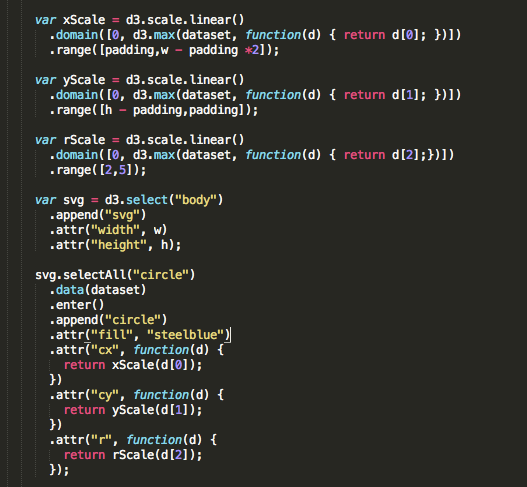 var xScale = d3.scale.linear()
.domain([0, d3.max(dataset, function(d) { return d[0]; })])
.range([padding,w - padding *2]);
var yScale = d3.scale.linear()
.domain([0, d3.max(dataset, function(d) { return d[1]; })])
.range([h - padding,padding]);
var rScale = d3.scale.linear()
.domain([0, d3.max(dataset, function(d) { return d[2];})])
.range([2,5]);
var svg = d3.select("body")
.append("svg")
.attr("width", w)
.attr("height", h);
svg.selectAll("circle")
.data(dataset)
.enter()
.append("circle")
.attr("fill", "steelblue")
.attr("cx", function(d) {
return xScale(d[0]);
})
.attr("cy", function(d) {
return yScale(d[1]);
})
.attr("r", function(d) {
return rScale(d[2]);
});